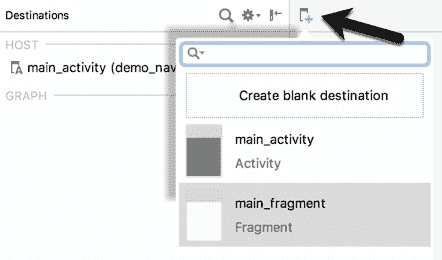 Destinations
HOST
main_activity (demo_nav
GRAPH
Create blank destination
main_activity
Activity
main_fragment
Fragment